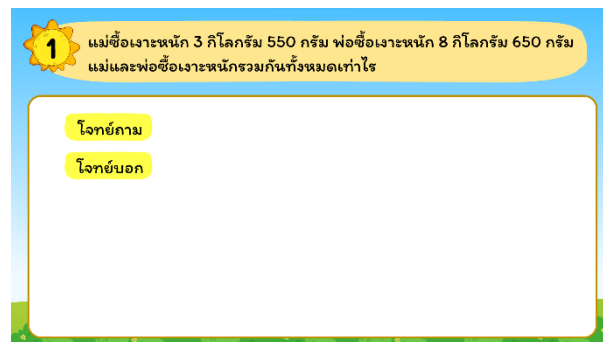 1
แม่ซื้อเงาะหนัก 3 กิโลกรัม 550 กรัม พ่อซื้อเงาะหนัก 8 กิโลกรัม 650 กรัม
แม่และพ่อซื้อเงาะหนักรวมกันทั้งหมดเท่าไร
โจทย์ถาม
โจทย์บอก